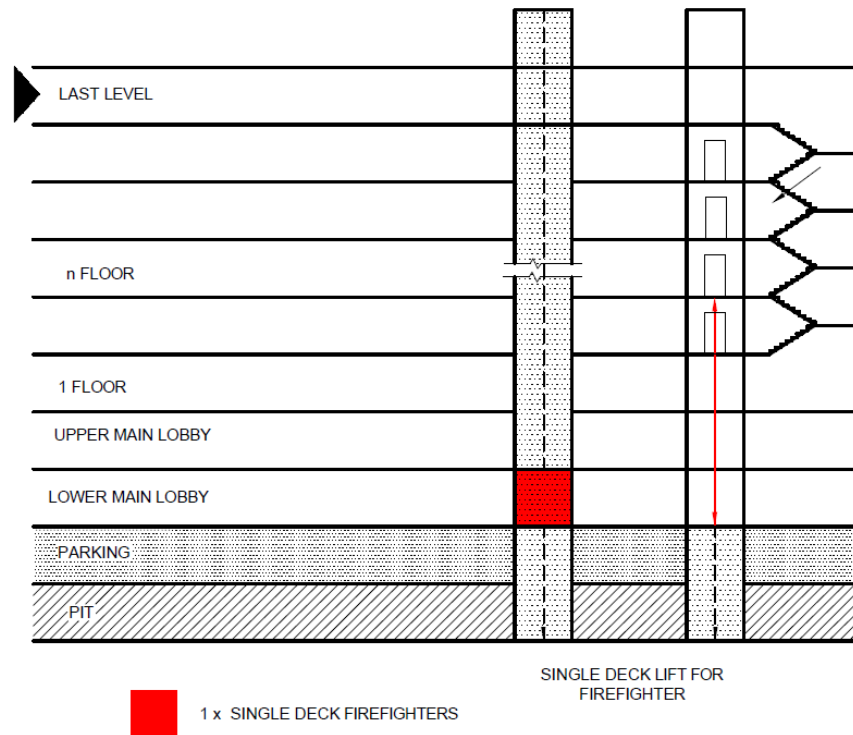 LAST LEVEL
n FLOOR
1 FLOOR
UPPER MAIN LOBBY
LOWER MAIN LOBBY
PARKING
PIT
SINGLE DECK LIFT FOR
FIREFIGHTER
1 x SINGLE DECK FIREFIGHTERS